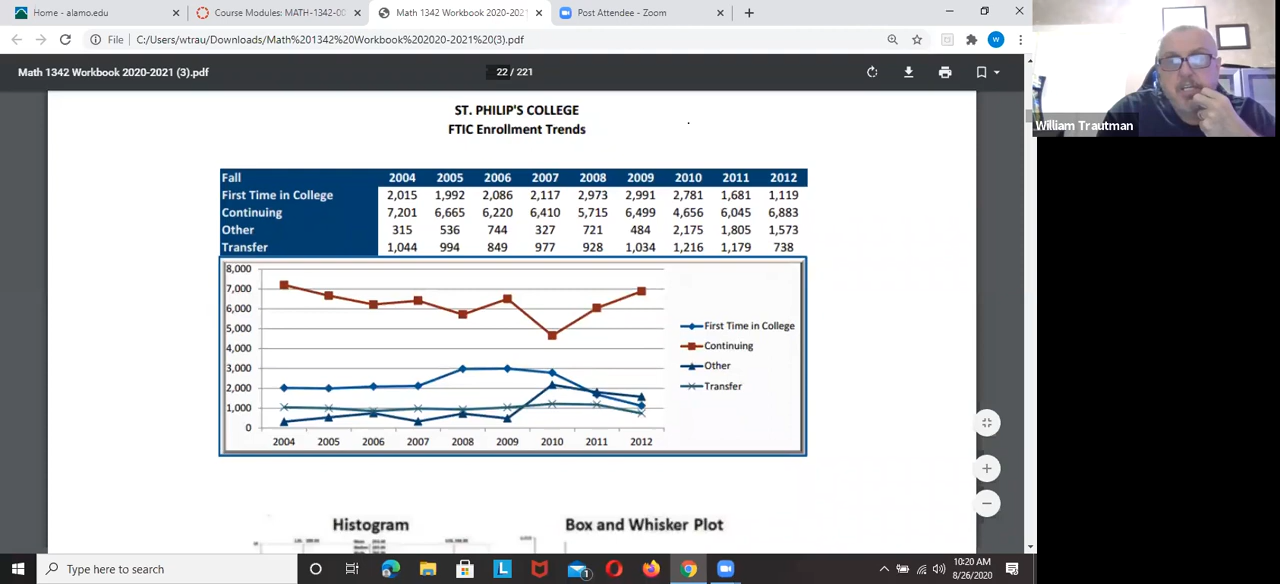 Home - alamo.edu
Course Modules: MATH-1342-00
Math 1342 Workbook 2020-2021
Post Attendee - Zoom
File C:/Users/wtrau/Downloads/Math%201342%20Workbook%202020-2021%20(3).pdf
W
Math 1342 Workbook 2020-2021 (3).pdf
22 / 221
William Trautman
ST. PHILIP'S COLLEGE
FTIC Enrollment Trends
Fall 2004 2005 2006 2007 2008 2009 2010 2011 2012
First Time in College 2,015 1,992 2,086 2,117 2,973 2,991 2,781 1,681 1,119
Continuing 7,201 6,665 6,220 6,410 5,715 6,499 4,656 6,045 6,883
Other 315 536 744 327 721 484 2,175 1,805 1,573
Transfer 1,044 994 849 977 928 1,034 1,216 1,179 738
8,000
7,000
6,000
5,000
4,000
3,000
2,000
1,000
0
2004 2005 2006 2007 2008 2009 2010 2011 2012
First Time in College
Continuing
Other
Transfer
Histogram
Box and Whisker Plot
Type here to search
L
1
10:20 AM
8/26/2020